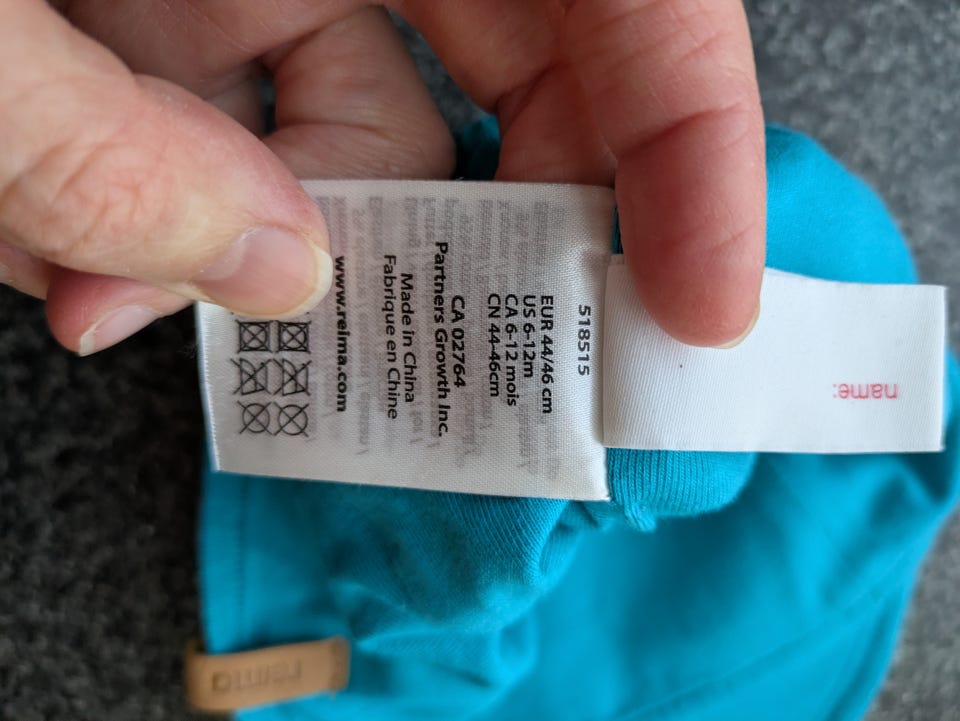 518515
EUR 44/46 cm
US 6-12m
CA 6-12 mois
CN 44-46cm
CA 02764
Partners Growth Inc.
Made in China
Fabrique en Chine
www.reima.com
name:
reima